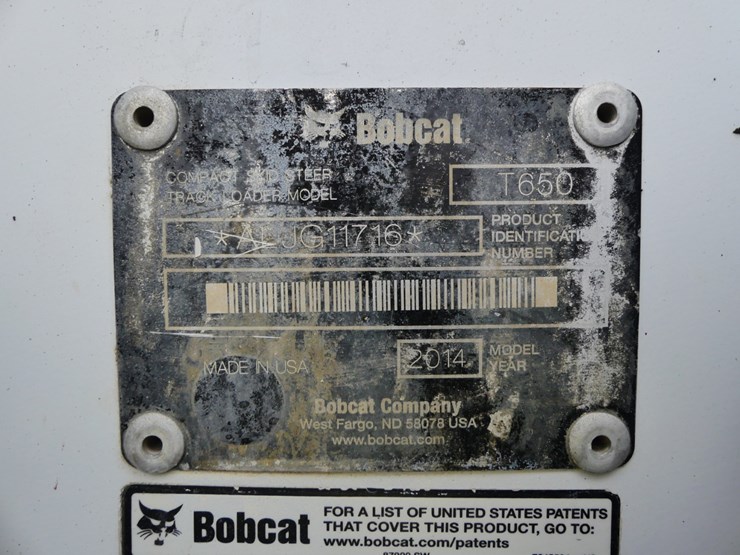 Bobcat
COMPACT SKID STEER
TRACK LOADER MODEL
T650
JG11716*
PRODUCT
IDENTIFICATION
NUMBER
MADE IN USA
2014
MODEL
YEAR
Bobcat Company
West Fargo, ND 58078 USA
www.bobcat.com
Bobcat
FOR A LIST OF UNITED STATES PATENTS
THAT COVER THIS PRODUCT, GO TO:
www.bobcat.com/patents